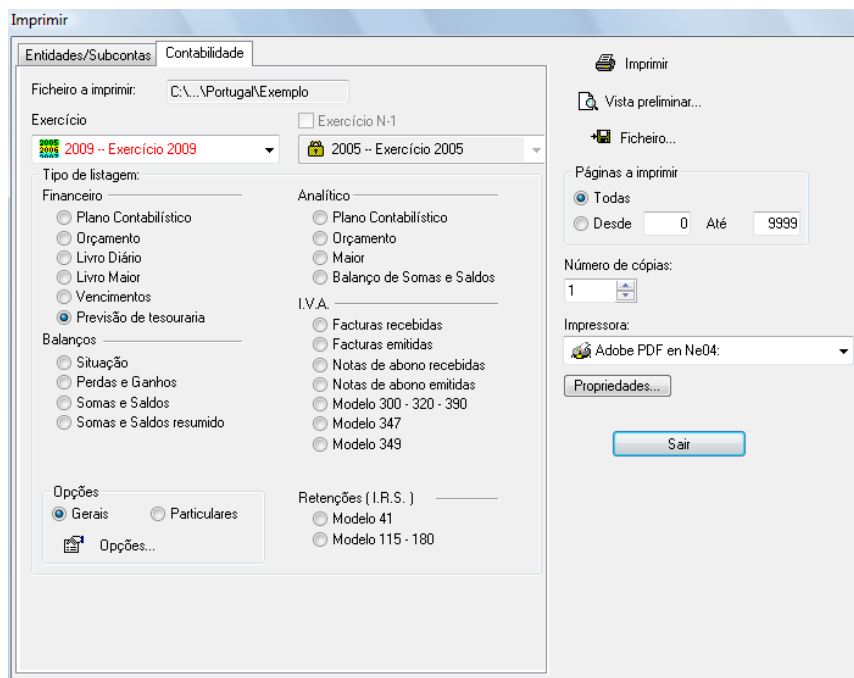 Imprimir
Entidades/Subcontas
Contabilidade
Ficheiro a imprimir:
C:\...\Portugal\Exemplo
Exercício
Exercício N-1
2009 -- Exercício 2009
2005 -- Exercício 2005
Tipo de listagem:
Financeiro
Plano Contabilístico
Orçamento
Livro Diário
Livro Maior
Vencimentos
Previsão de tesouraria
Balanços
Situação
Perdas e Ganhos
Somas e Saldos
Somas e Saldos resumido
Opções
Gerais
Particulares
Opções...
Analítico
Plano Contabilístico
Orçamento
Maior
Balanço de Somas e Saldos
I.V.A.
Facturas recebidas
Facturas emitidas
Notas de abono recebidas
Notas de abono emitidas
Modelo 300 - 320 - 390
Modelo 347
Modelo 349
Retenções ( I.R.S. )
Modelo 41
Modelo 115 - 180
Imprimir
Vista preliminar...
Ficheiro...
Páginas a imprimir
Todas
Desde 0 Até 9999
Número de cópias:
1
Impressora:
Adobe PDF en Ne04:
Propriedades...
Sair